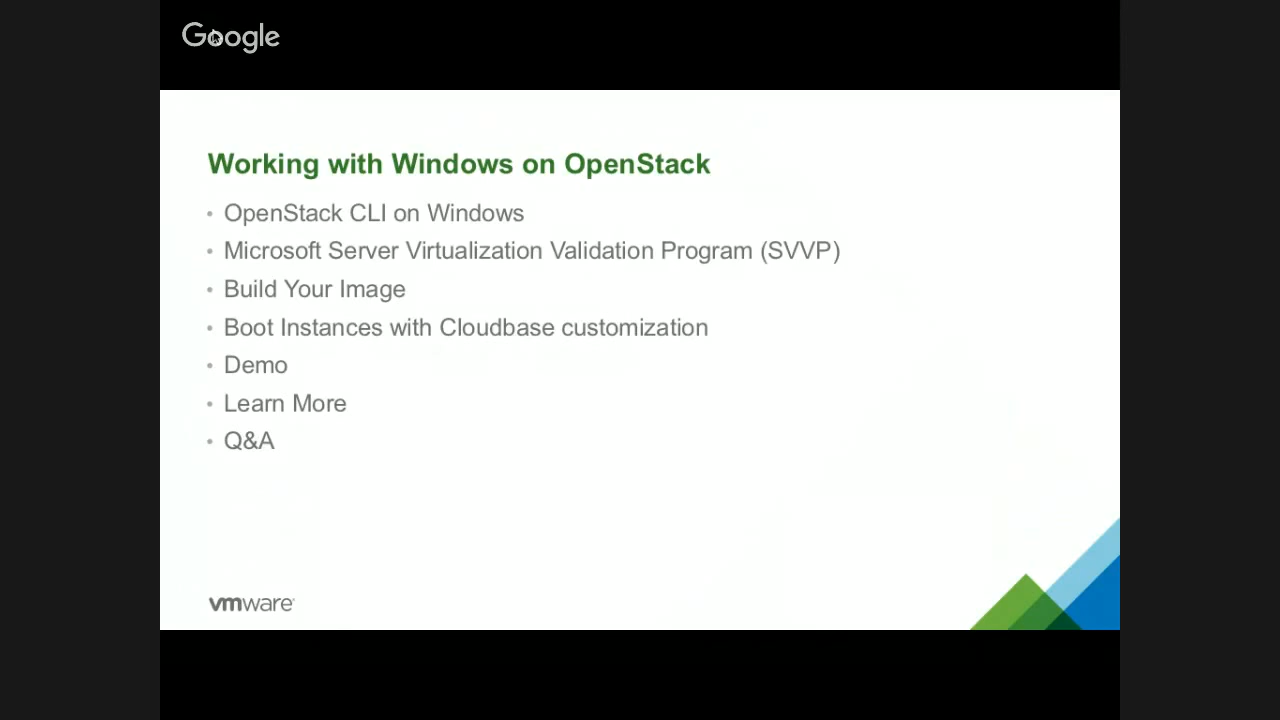 Google
Working with Windows on OpenStack
• OpenStack CLI on Windows
• Microsoft Server Virtualization Validation Program (SVVP)
• Build Your Image
• Boot Instances with Cloudbase customization
• Demo
• Learn More
• Q&A
vmware